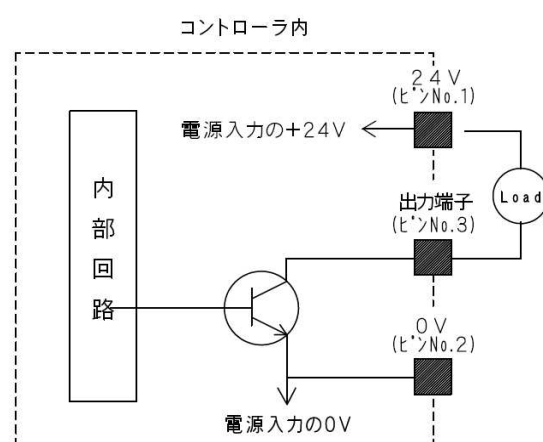 コントローラ内
24V
(ﾋﾟﾝNo.1)
電源入力の+24V
内部回路
出力端子
(ﾋﾟﾝNo.3)
Load
0V
(ﾋﾟﾝNo.2)
電源入力の0V